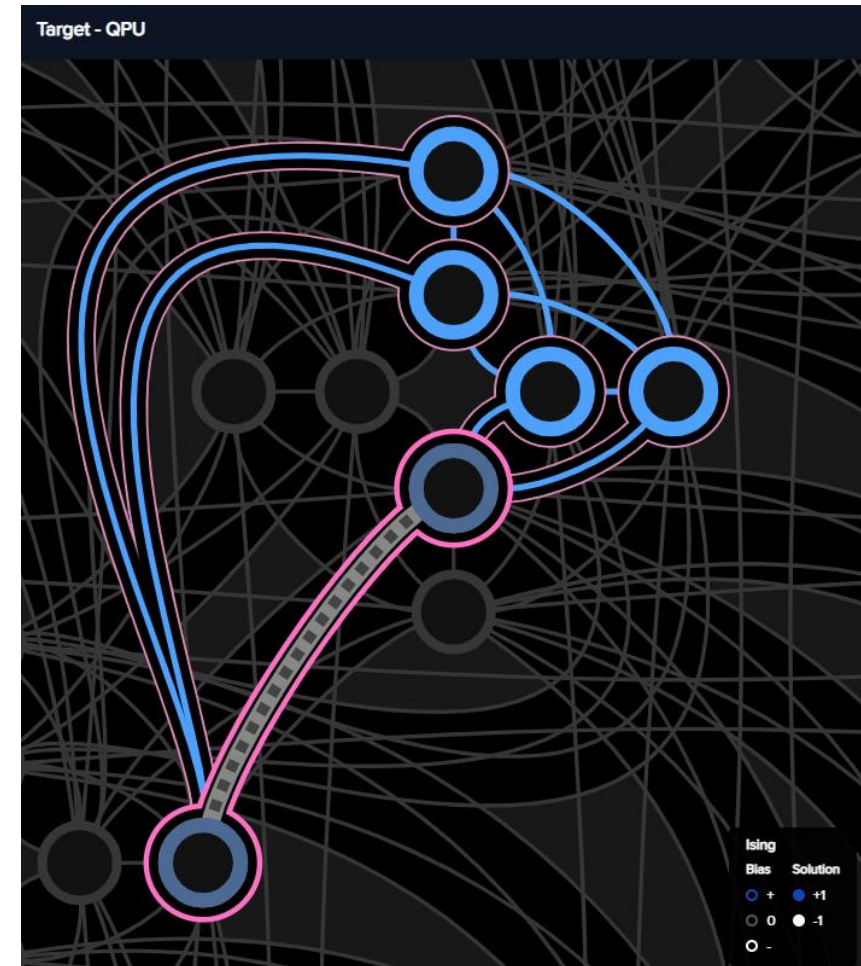 Target - QPU
Ising
Bias Solution
+ +1
0 -1
-